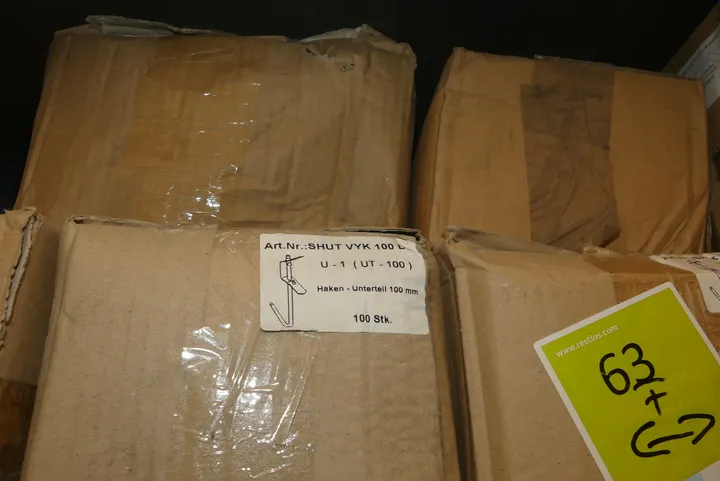 Art.Nr.:SHUT VYK 100
U - 1 ( UT - 100 )
Haken - Unterteil 100 mm
100 Stk.
www.restlos.com
63
+